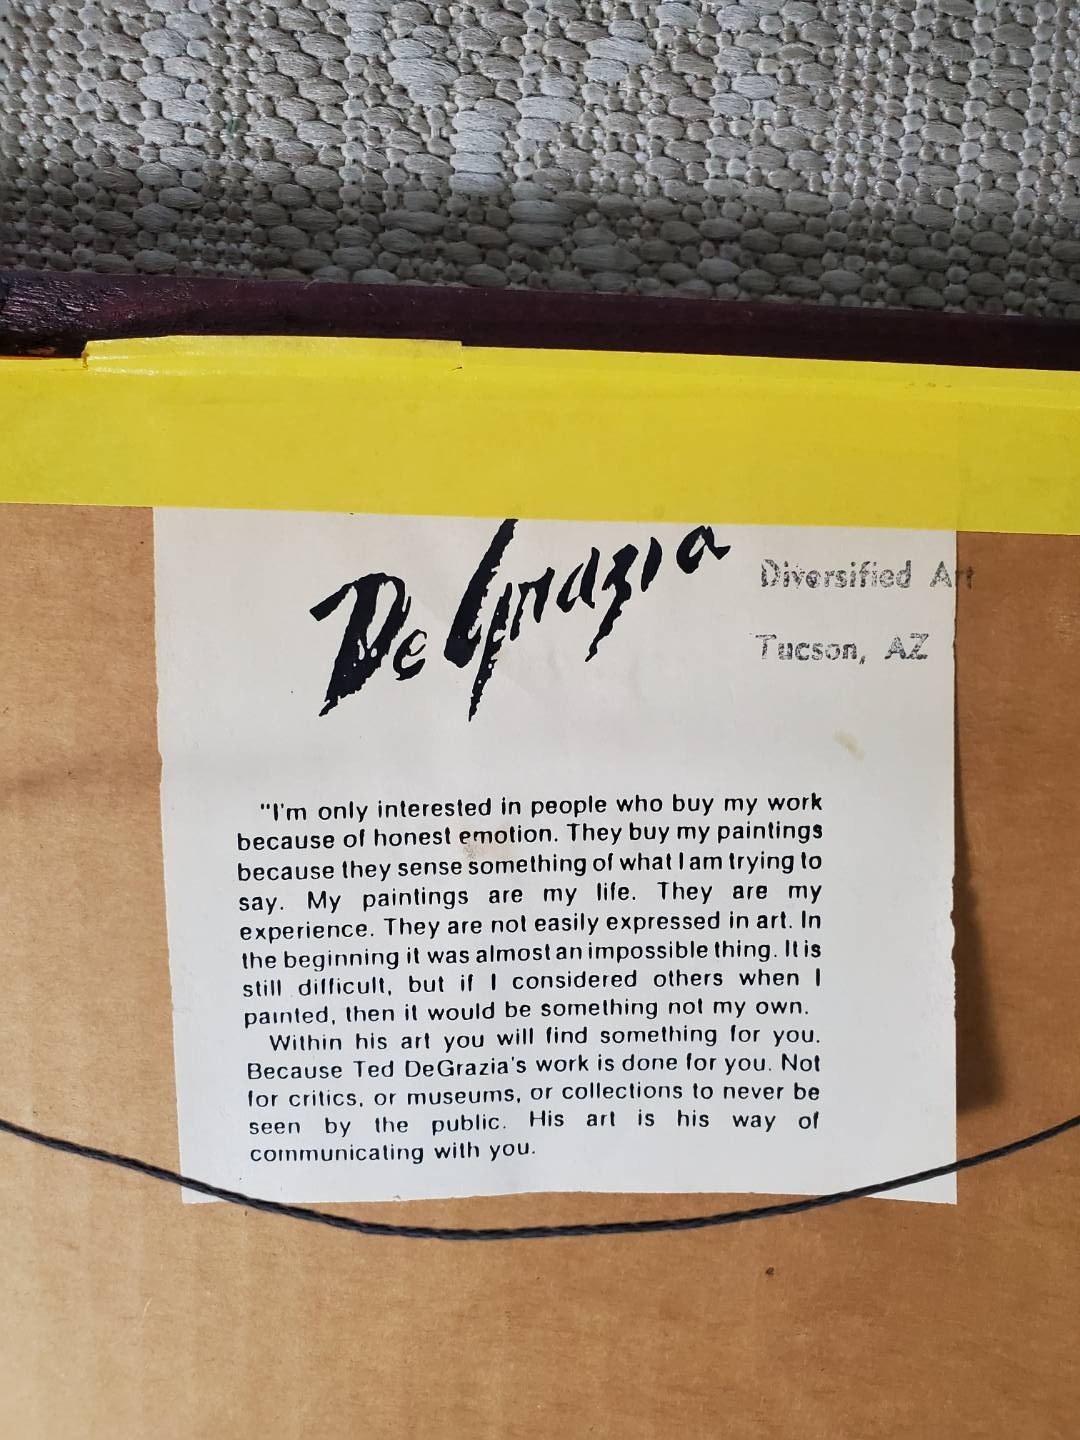 De Grazia
Diversified Art
Tucson, AZ
"I'm only interested in people who buy my work
because of honest emotion. They buy my paintings
because they sense something of what I am trying to
say. My paintings are my life. They are my
experience. They are not easily expressed in art. In
the beginning it was almost an impossible thing. It is
still difficult, but if I considered others when I
painted, then it would be something not my own.
Within his art you will find something for you.
Because Ted DeGrazia's work is done for you. Not
for critics, or museums, or collections to never be
seen by the public. His art is his way of
communicating with you.